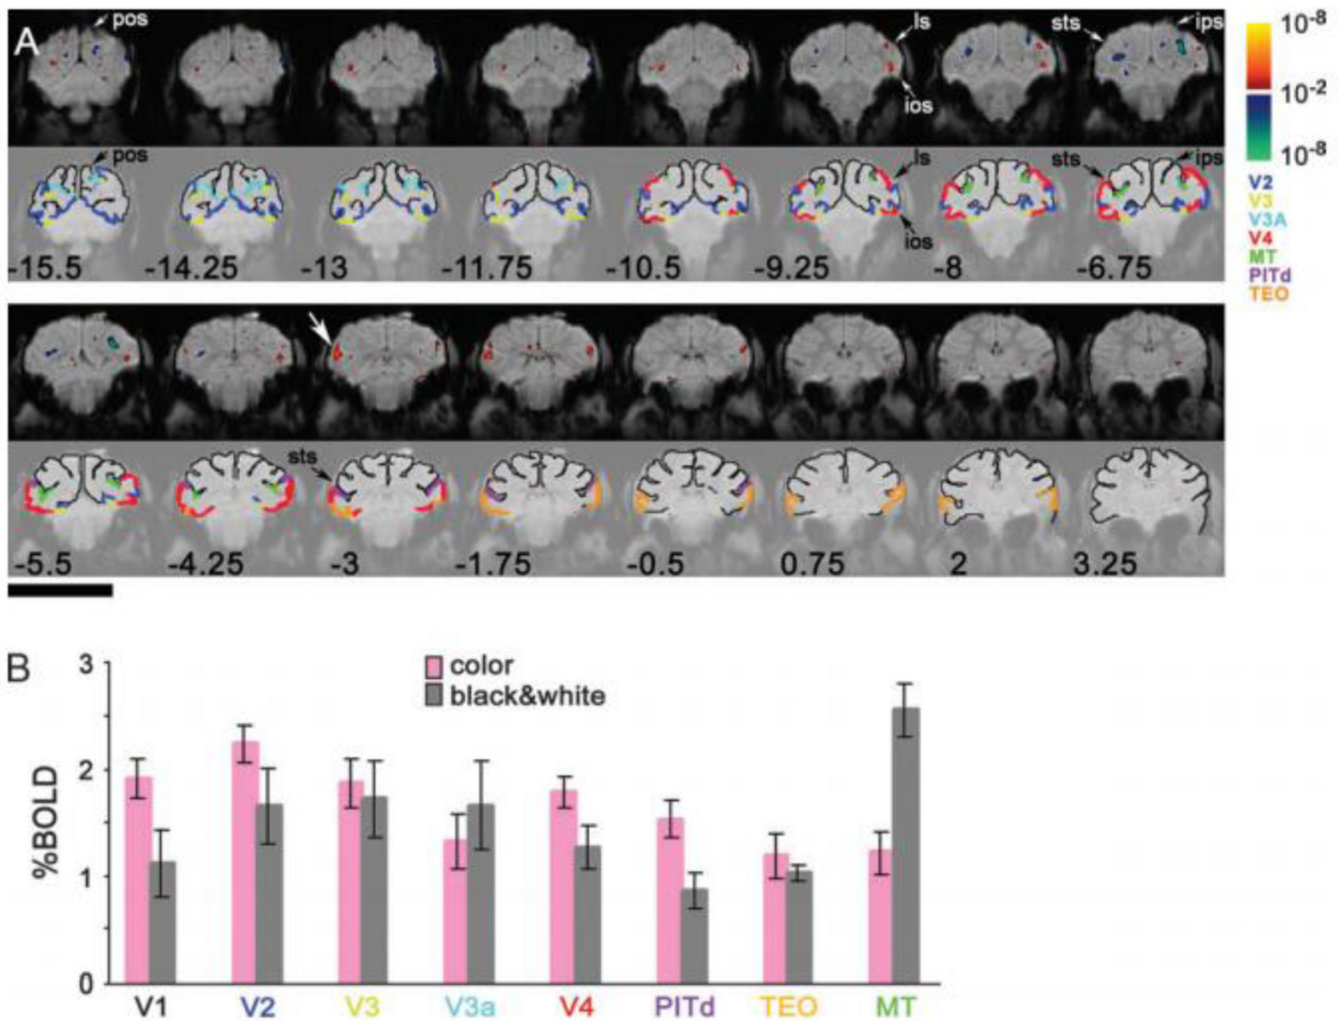 A
pos
ls
ios
sts
ips
10-8
10-2
10-8
pos
ls
ios
sts
ips
V2
V3
V3A
V4
MT
PITd
TEO
-15.5 -14.25 -13 -11.75 -10.5 -9.25 -8 -6.75
sts
-5.5 -4.25 -3 -1.75 -0.5 0.75 2 3.25
B
color
black&white
%BOLD
3
2
1
0
V1 V2 V3 V3a V4 PITd TEO MT